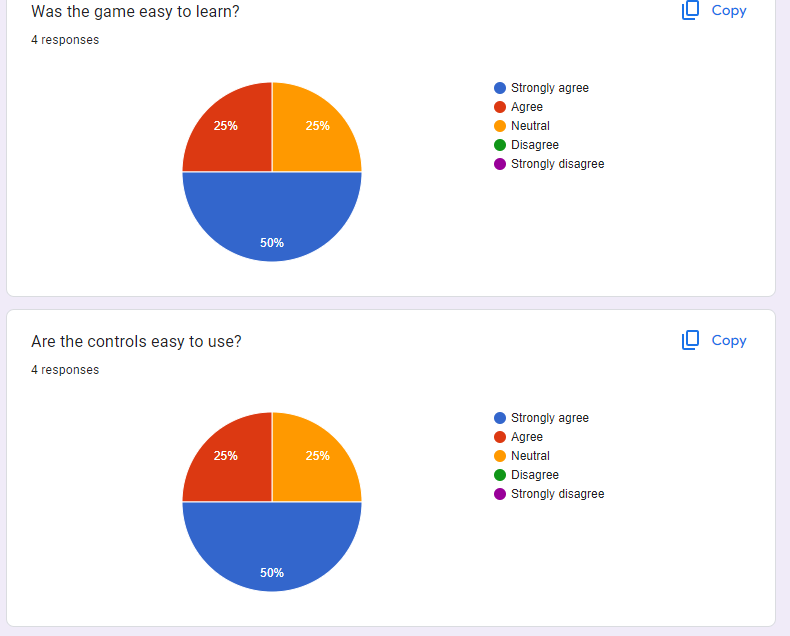 Was the game easy to learn?
Copy
4 responses
25%
25%
50%
Strongly agree
Agree
Neutral
Disagree
Strongly disagree
Are the controls easy to use?
Copy
4 responses
25%
25%
50%
Strongly agree
Agree
Neutral
Disagree
Strongly disagree